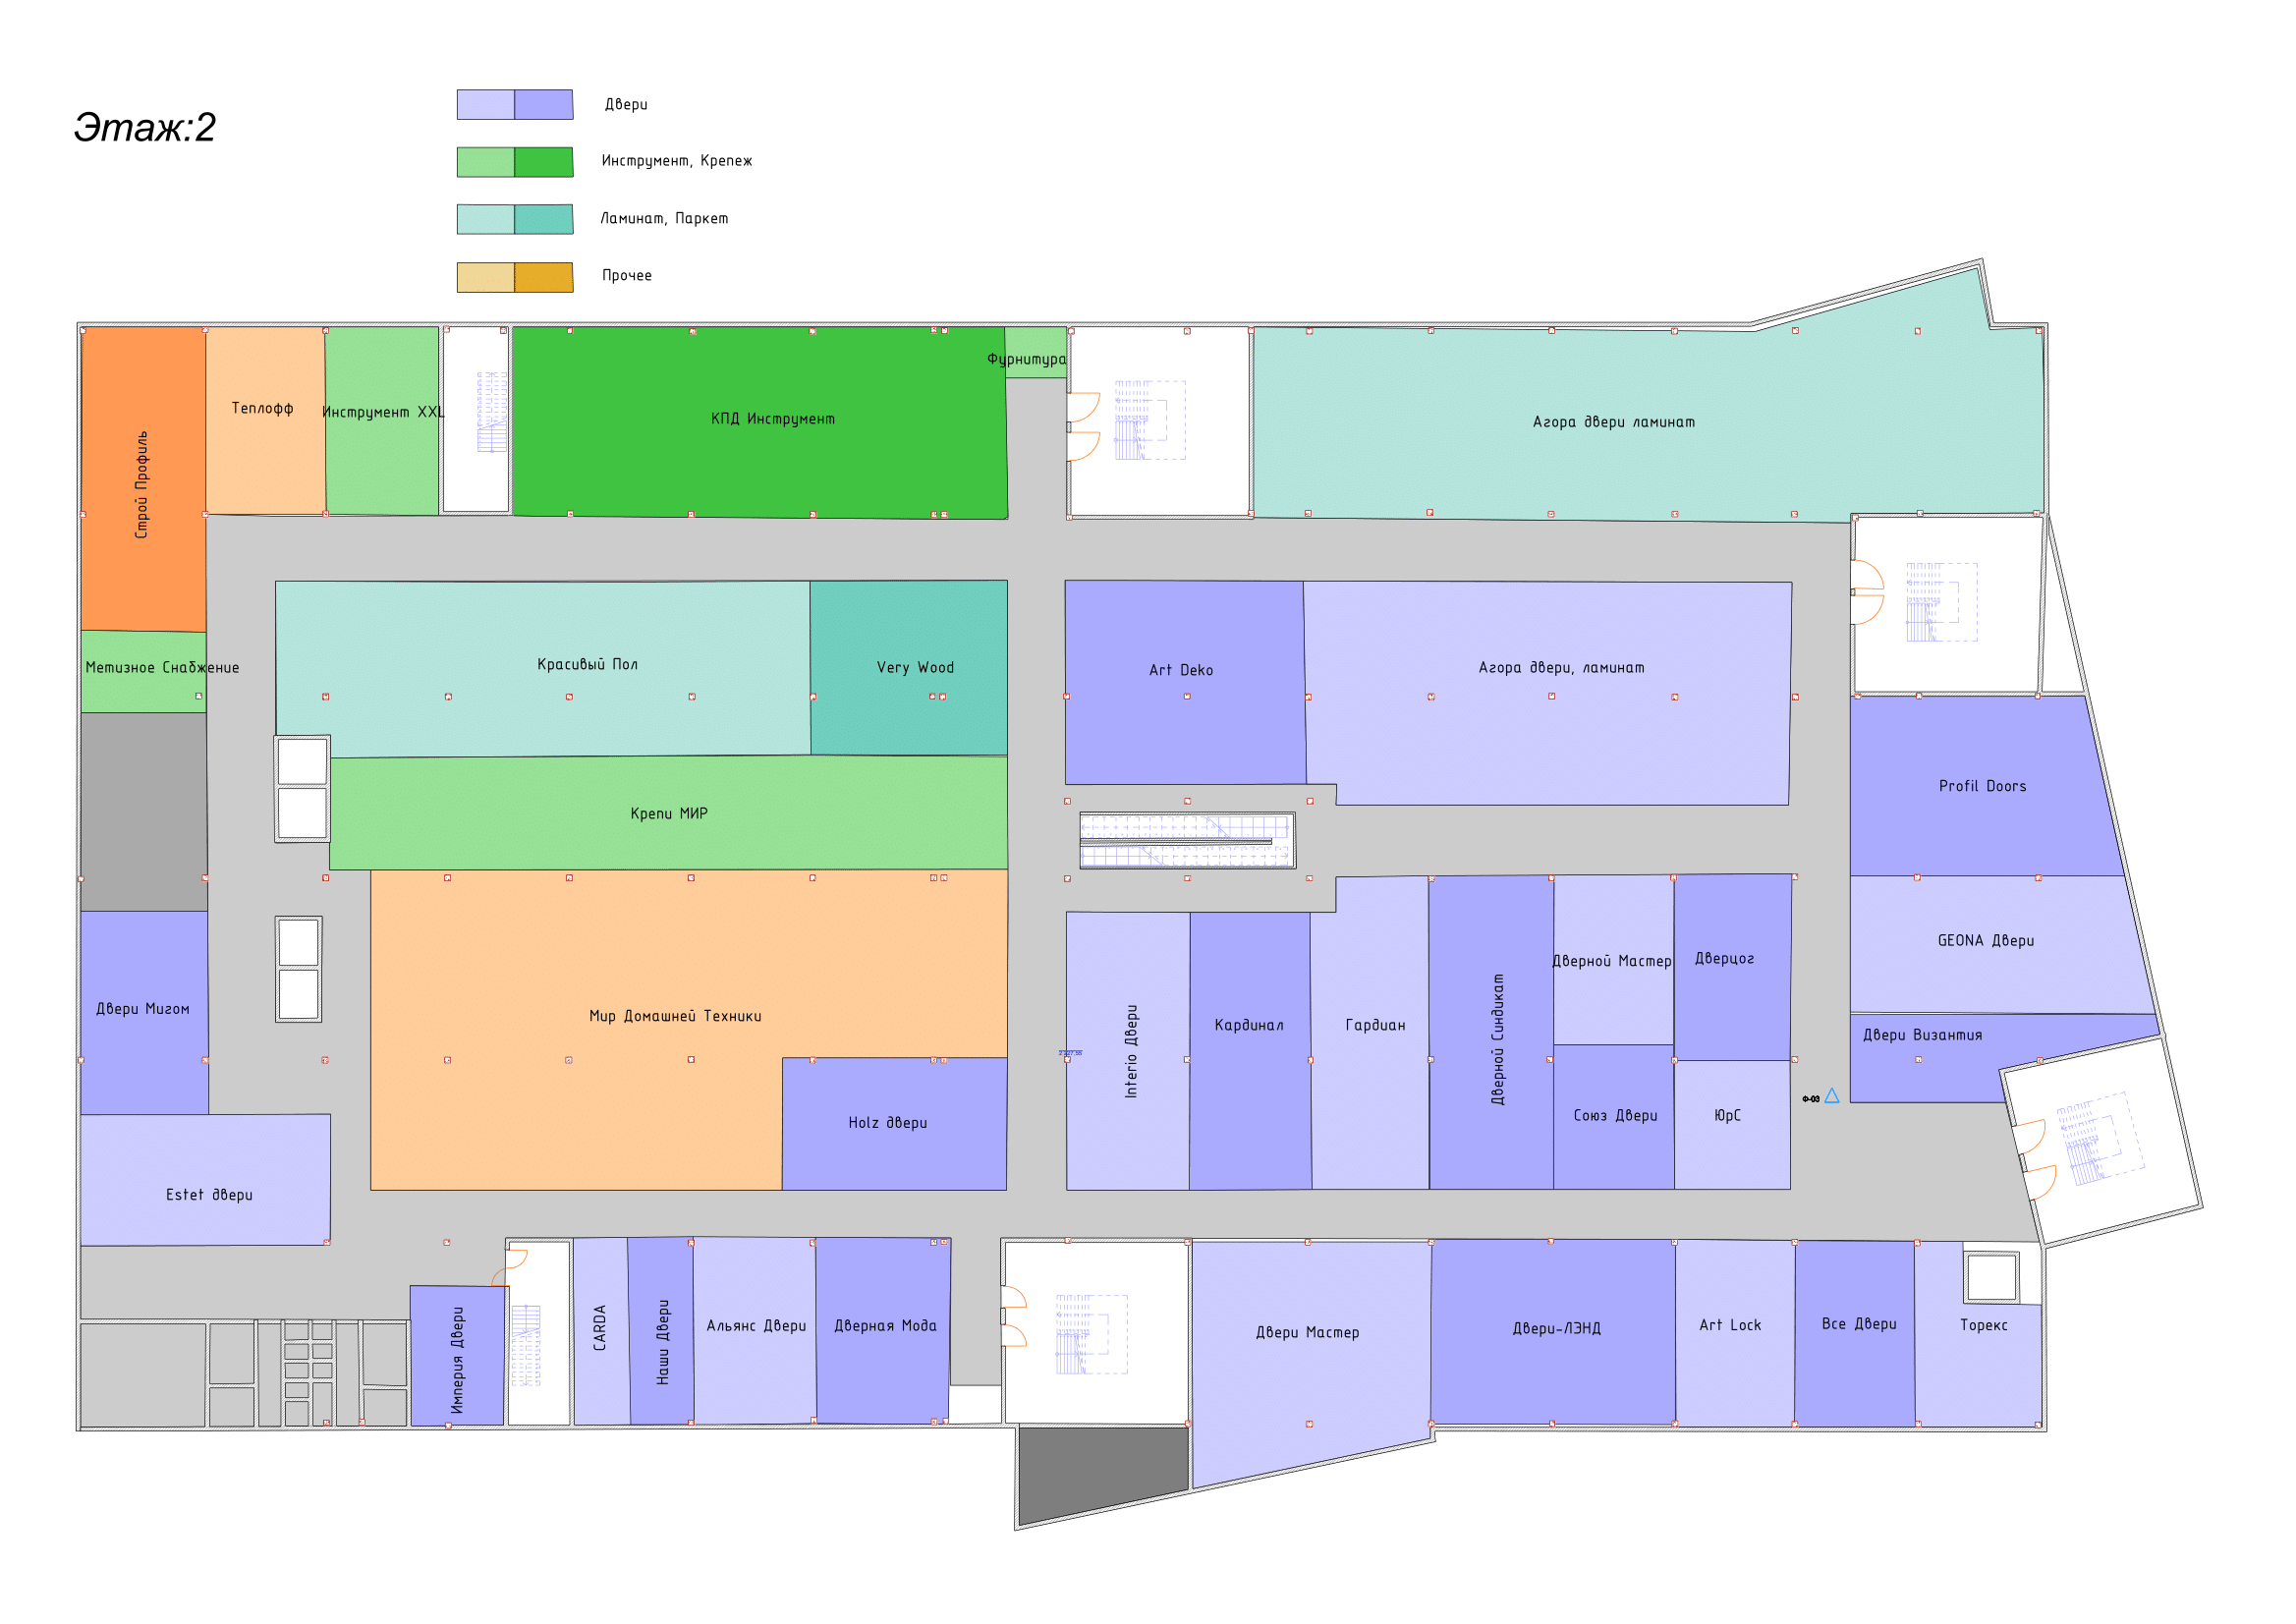 Этаж:2
Двери
Инструмент, Крепеж
Ламинат, Паркет
Прочее
Строй Профиль
Теплофф
Инструмент XXL
КПД Инструмент
Фурнитура
Агора двери ламинат
Метизное Снабжение
Красивый Пол
Very Wood
Art Deko
Агора двери, ламинат
Profil Doors
Крепи МИР
GEONA Двери
Двери Мигом
Мир Домашней Техники
Interio Двери
Кардинал
Гардиан
Дверной Синдикат
Дверной Мастер
Дверцог
Двери Византия
Ф-03
Holz двери
Союз Двери
ЮрС
Estet двери
Империя Двери
CARDA
Наши Двери
Альянс Двери
Дверная Мода
Двери Мастер
Двери-ЛЭНД
Art Lock
Все Двери
Торекс